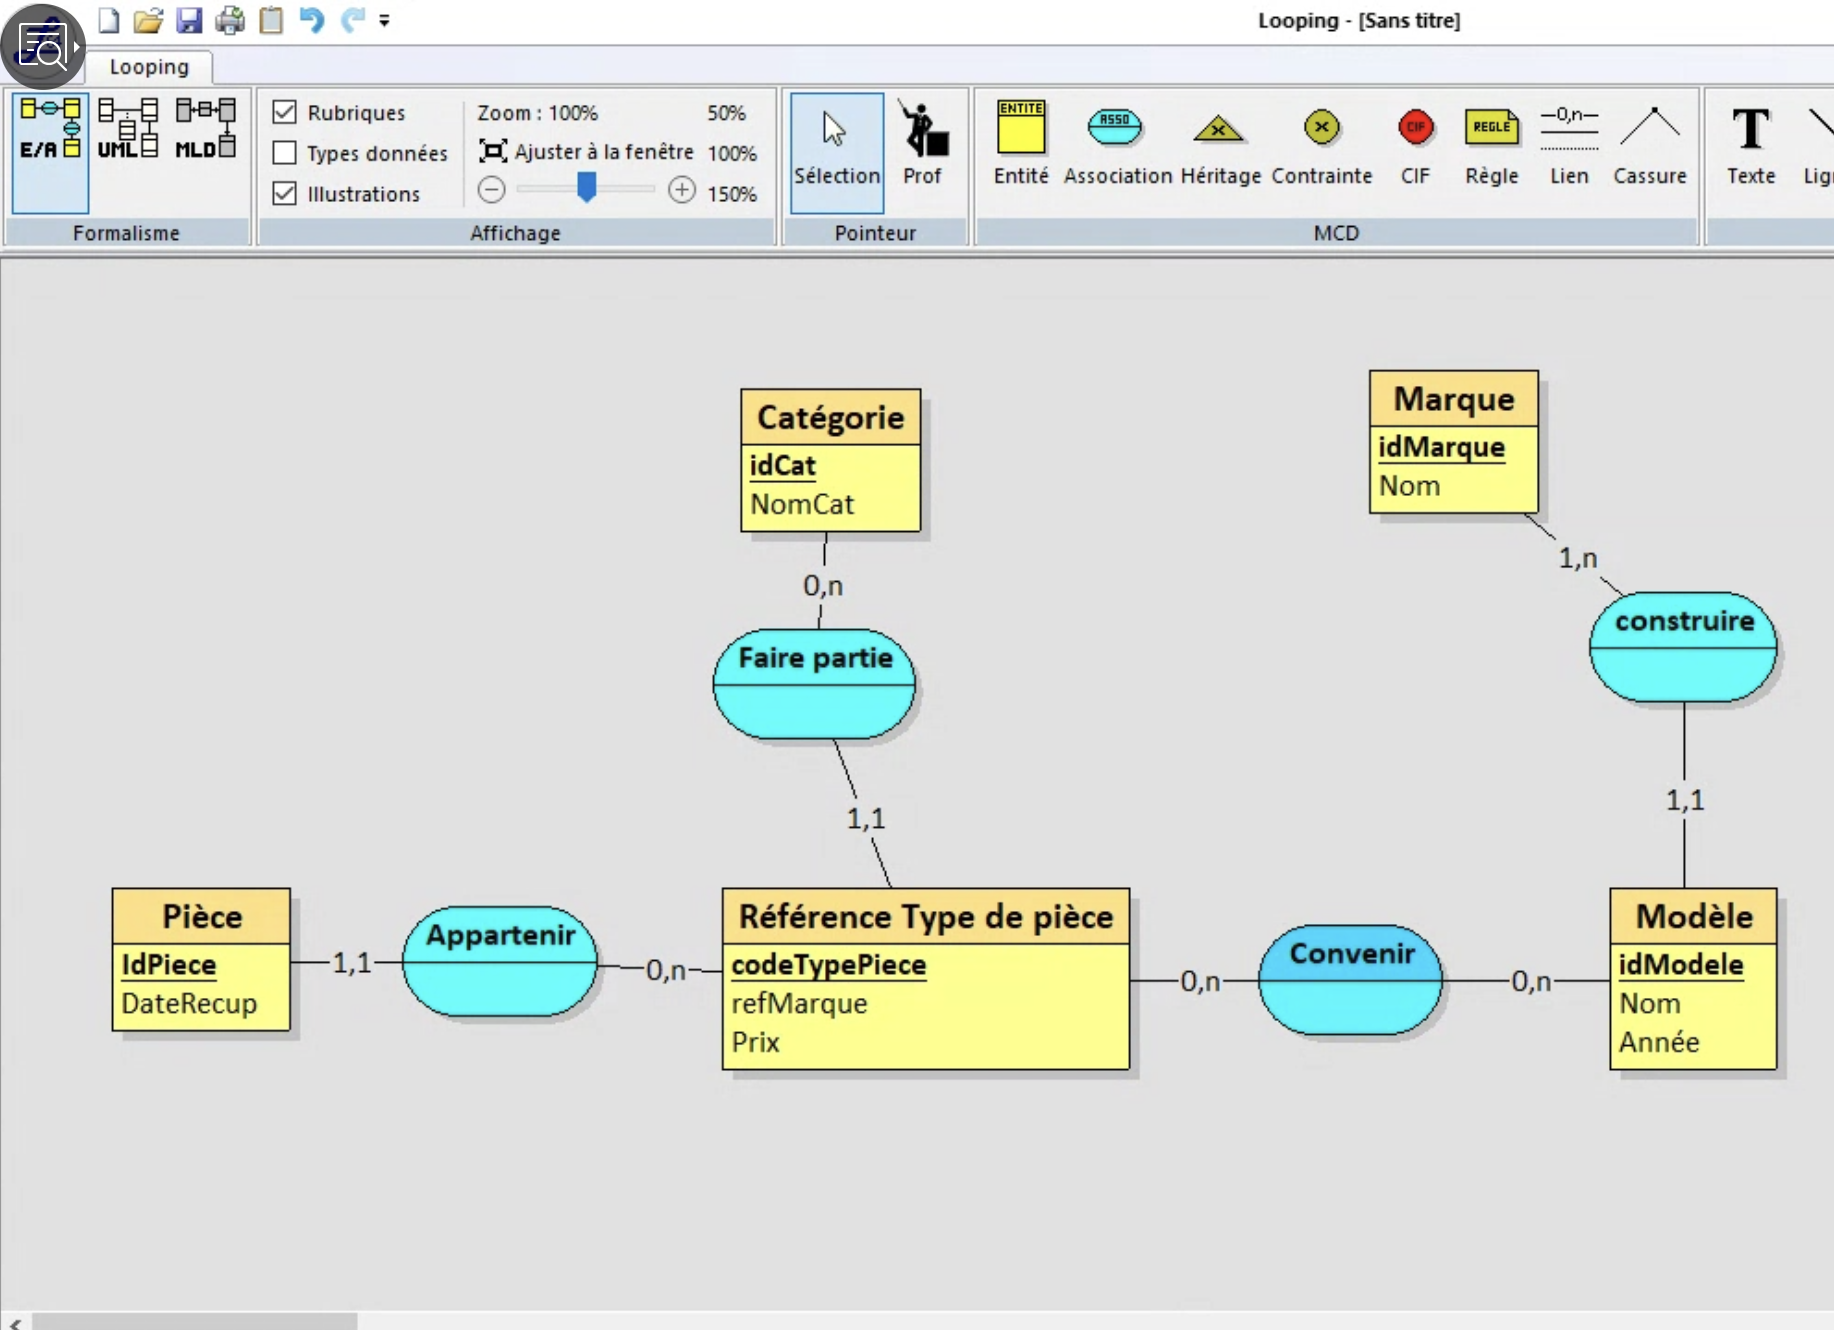 Looping - [Sans titre]
Looping
E/A UML MLD
Formalisme
Rubriques
Types données
Illustrations
Zoom : 100%
Ajuster à la fenêtre
50%
100%
150%
Affichage
Sélection
Prof
Pointeur
ENTITE
Entité
ASSO
Association
Héritage
Contrainte
CIF
CIF
REGLE
Règle
0,n
Lien
Cassure
MCD
T
Texte
Catégorie
idCat
NomCat
0,n
Faire partie
1,1
Marque
idMarque
Nom
1,n
construire
1,1
Pièce
IdPiece
DateRecup
1,1
Appartenir
0,n
Référence Type de pièce
codeTypePiece
refMarque
Prix
0,n
Convenir
0,n
Modèle
idModele
Nom
Année